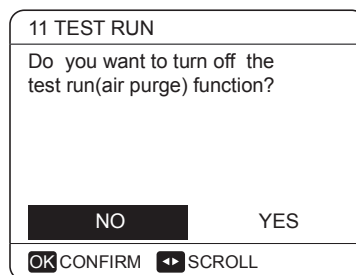 11 TEST RUN
Do you want to turn off the
test run(air purge) function?
NO YES
OK CONFIRM ◄► SCROLL